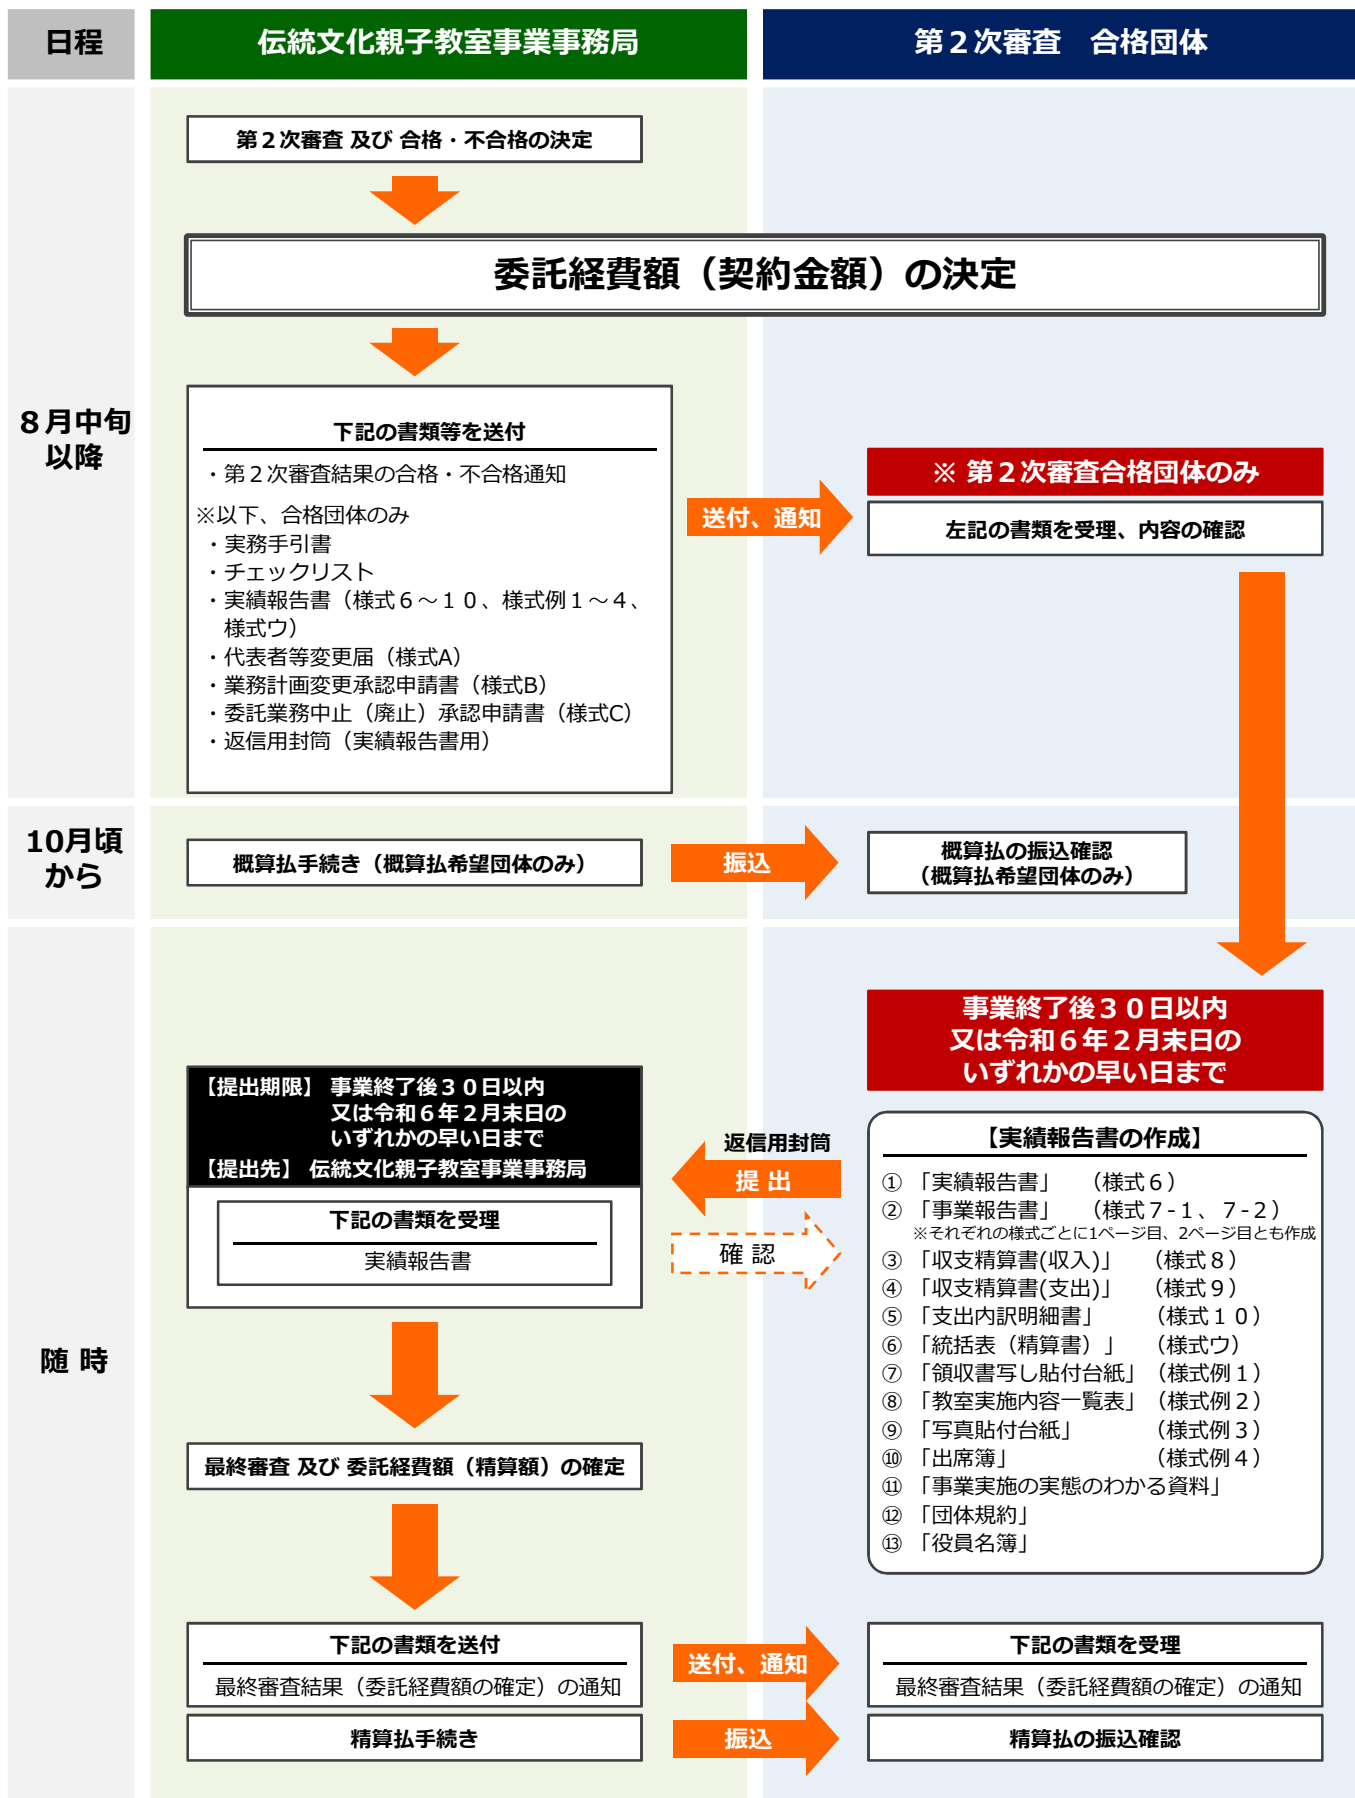 日程
伝統文化親子教室事業事務局
第２次審査　合格団体
８月中旬
以降
第２次審査 及び 合格・不合格の決定
委託経費額（契約金額）の決定
下記の書類等を送付
・第２次審査結果の合格・不合格通知
※以下、合格団体のみ
・実務手引書
・チェックリスト
・実績報告書（様式６～１０、様式例１～４、
様式ウ）
・代表者等変更届（様式A）
・業務計画変更承認申請書（様式B）
・委託業務中止（廃止）承認申請書（様式C）
・返信用封筒（実績報告書用）
送付、通知
※ 第２次審査合格団体のみ
左記の書類を受理、内容の確認
10月頃
から
概算払手続き（概算払希望団体のみ）
振込
概算払の振込確認
（概算払希望団体のみ）
随 時
事業終了後３０日以内
又は令和６年２月末日の
いずれかの早い日まで
【提出期限】 事業終了後３０日以内
又は令和６年２月末日の
いずれかの早い日まで
【提出先】 伝統文化親子教室事業事務局
下記の書類を受理
実績報告書
返信用封筒
提 出
確 認
【実績報告書の作成】
① 「実績報告書」 （様式６）
② 「事業報告書」 （様式７-１、７-２）
※それぞれの様式ごとに1ページ目、2ページ目とも作成
③ 「収支精算書(収入)」 （様式８）
④ 「収支精算書(支出)」 （様式９）
⑤ 「支出内訳明細書」 （様式１０）
⑥ 「統括表（精算書）」 （様式ウ）
⑦ 「領収書写し貼付台紙」（様式例１）
⑧ 「教室実施内容一覧表」（様式例２）
⑨ 「写真貼付台紙」 （様式例３）
⑩ 「出席簿」 （様式例４）
⑪ 「事業実施の実態のわかる資料」
⑫ 「団体規約」
⑬ 「役員名簿」
最終審査 及び 委託経費額（精算額）の確定
下記の書類を送付
最終審査結果（委託経費額の確定）の通知
送付、通知
下記の書類を受理
最終審査結果（委託経費額の確定）の通知
精算払手続き
振込
精算払の振込確認